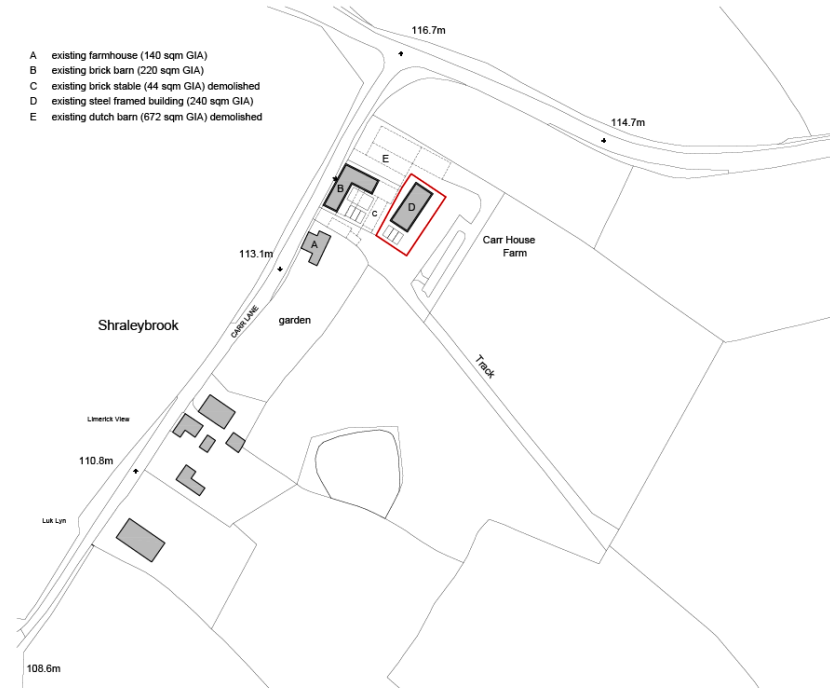 116.7m
A existing farmhouse (140 sqm GIA)
B existing brick barn (220 sqm GIA)
C existing brick stable (44 sqm GIA) demolished
D existing steel framed building (240 sqm GIA)
E existing dutch barn (672 sqm GIA) demolished
114.7m
E
B
D
C
A
Carr House
Farm
113.1m
CARR LANE
garden
Shraleybrook
Track
Limerick View
110.8m
Luk Lyn
108.6m